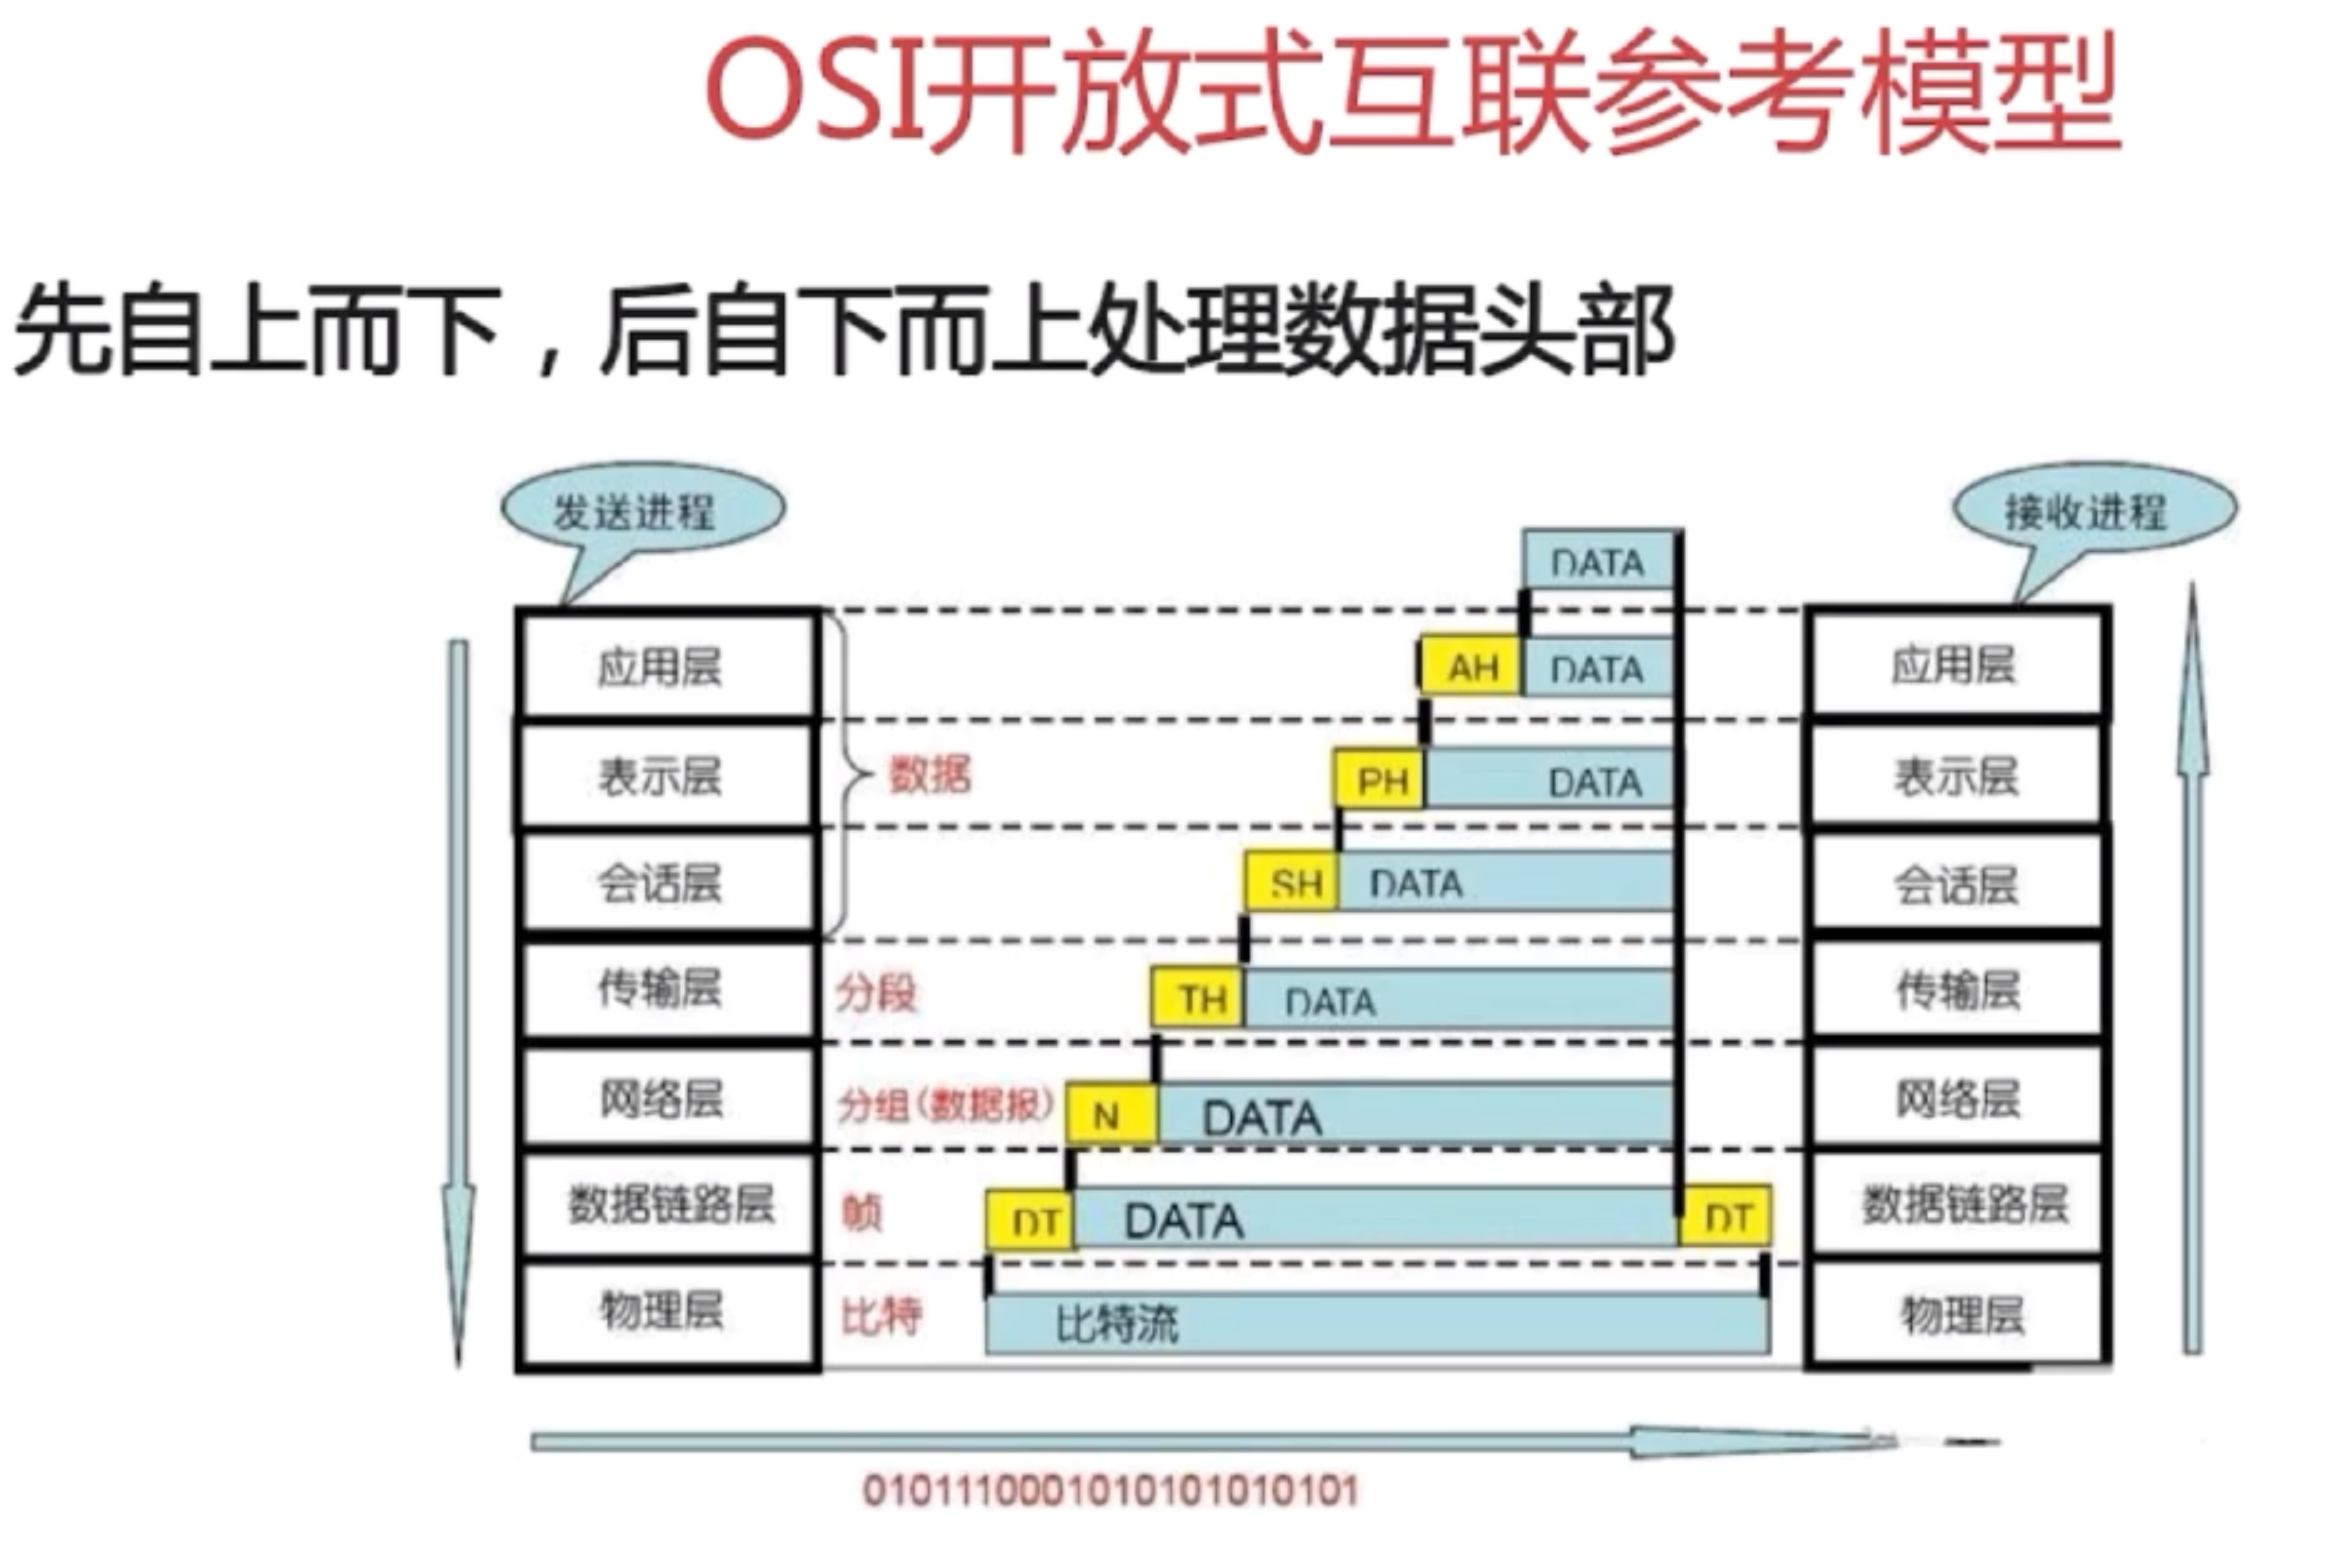 OSI开放式互联参考模型
先自上而下，后自下而上处理数据头部
发送进程
接收进程
DATA
应用层
AH
DATA
应用层
表示层
数据
PH
DATA
表示层
会话层
SH
DATA
会话层
传输层
分段
TH
DATA
传输层
网络层
分组(数据报)
N
DATA
网络层
数据链路层
帧
DT
DATA
DT
数据链路层
物理层
比特
比特流
物理层
010111000101010101010101